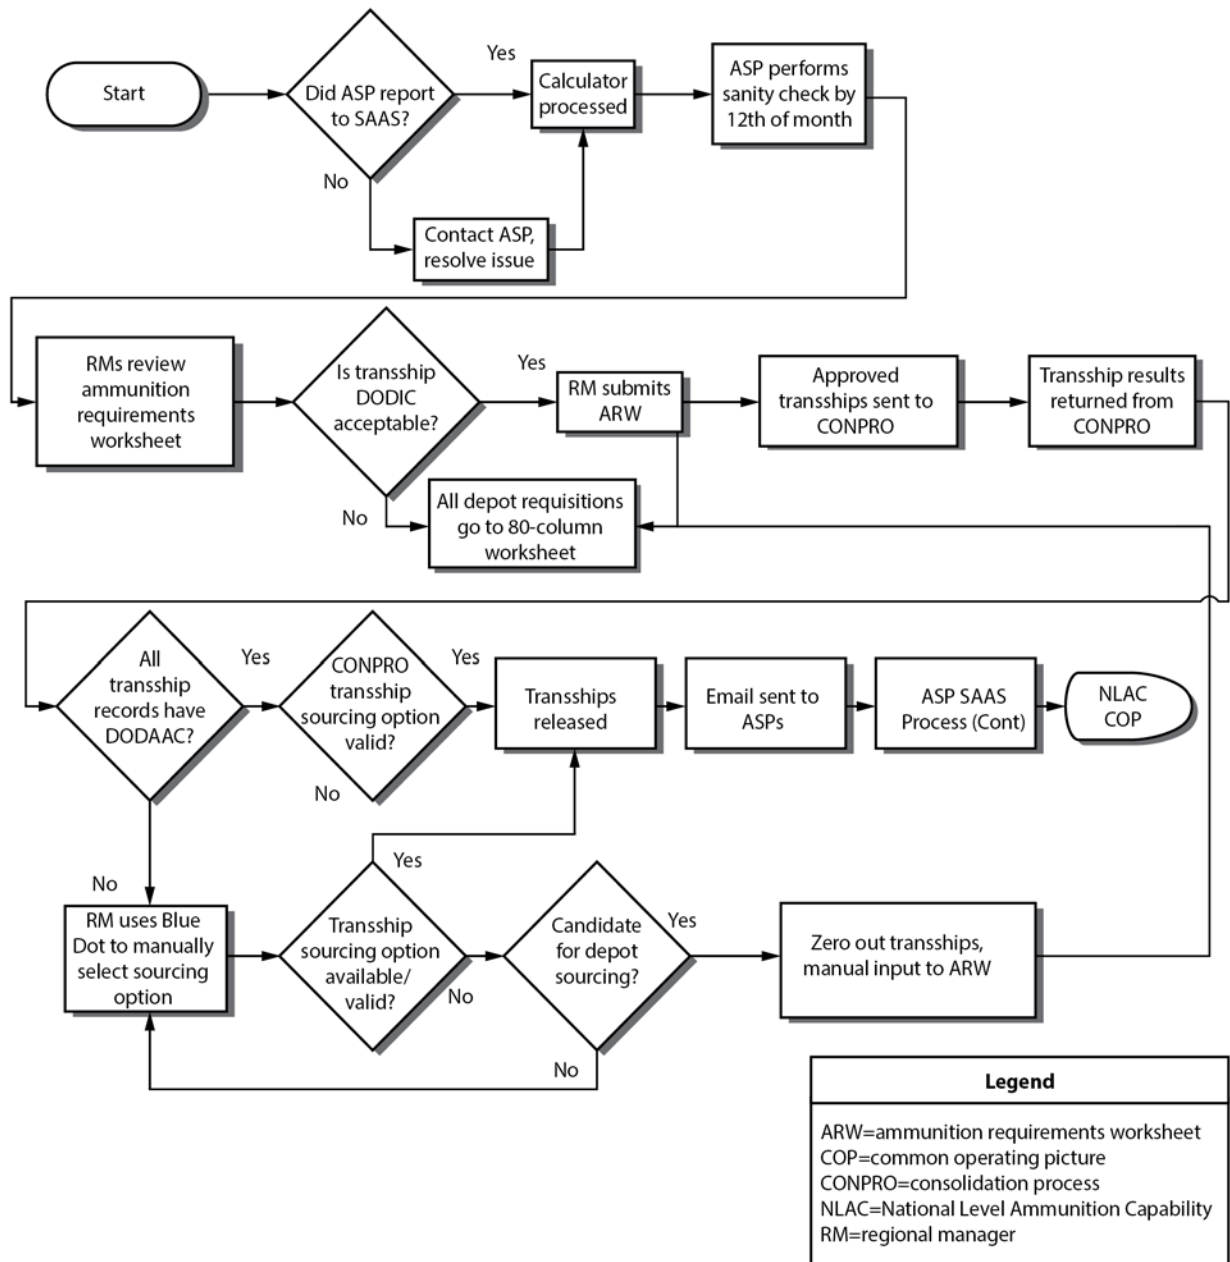 Start
Did ASP report
to SAAS?
Yes
No
Calculator
processed
ASP performs
sanity check by
12th of month
Contact ASP,
resolve issue
RMs review
ammunition
requirements
worksheet
Is transship
DODIC
acceptable?
Yes
No
RM submits
ARW
Approved
transships sent to
CONPRO
Transship results
returned from
CONPRO
All depot requisitions
go to 80-column
worksheet
All
transship
records have
DODAAC?
Yes
No
CONPRO
transship
sourcing option
valid?
Yes
No
Transships
released
Email sent to
ASPs
ASP SAAS
Process (Cont)
NLAC
COP
RM uses Blue
Dot to manually
select sourcing
option
Transship
sourcing option
available/
valid?
Yes
No
Candidate
for depot
sourcing?
Yes
No
Zero out transships,
manual input to ARW
Legend
ARW=ammunition requirements worksheet
COP=common operating picture
CONPRO=consolidation process
NLAC=National Level Ammunition Capability
RM=regional manager